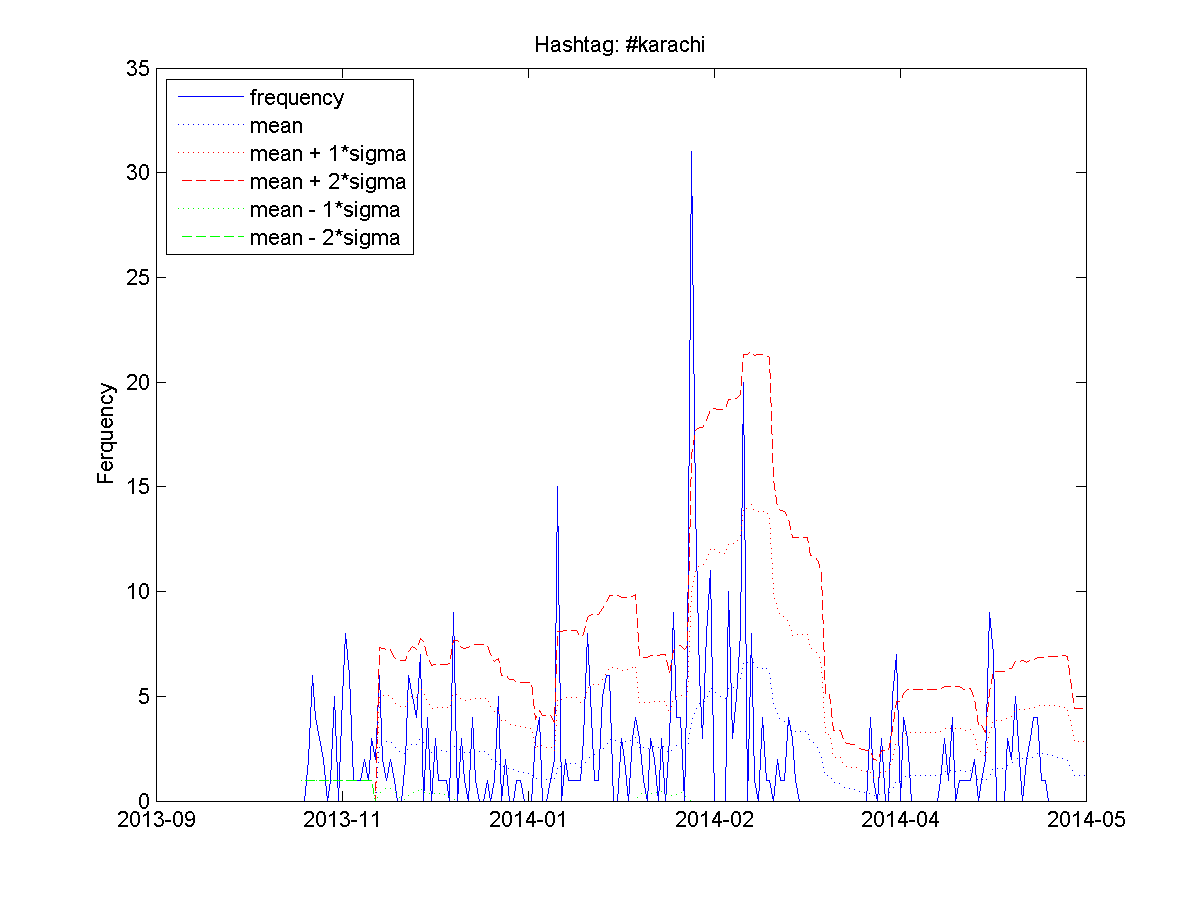 Hashtag: #karachi
35
30
25
20
15
10
5
0
Ferquency
frequency
mean
mean + 1*sigma
mean + 2*sigma
mean - 1*sigma
mean - 2*sigma
2013-09 2013-11 2014-01 2014-02 2014-04 2014-05